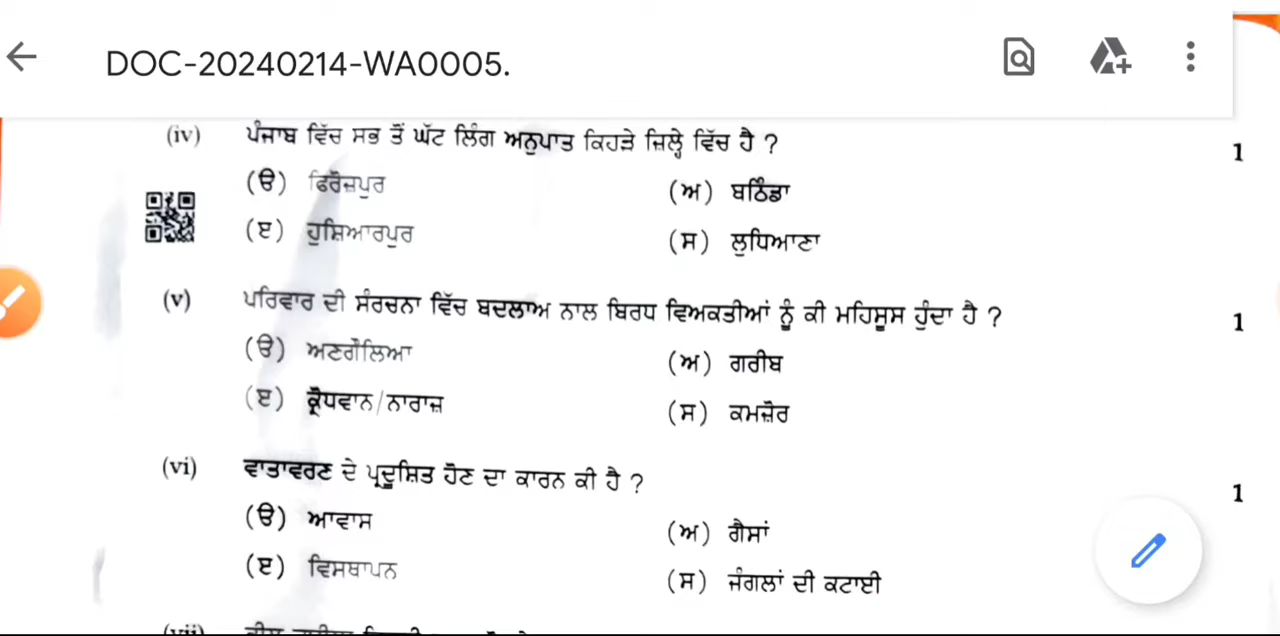 DOC-20240214-WA0005.
(iv) ਪੰਜਾਬ ਵਿੱਚ ਸਭ ਤੋਂ ਘੱਟ ਲਿੰਗ ਅਨੁਪਾਤ ਕਿਹੜੇ ਜ਼ਿਲ੍ਹੇ ਵਿੱਚ ਹੈ ? 1
(ੳ) ਫਿਰੋਜ਼ਪੁਰ (ਅ) ਬਠਿੰਡਾ
(ੲ) ਹੁਸ਼ਿਆਰਪੁਰ (ਸ) ਲੁਧਿਆਣਾ
(v) ਪਰਿਵਾਰ ਦੀ ਸੰਰਚਨਾ ਵਿੱਚ ਬਦਲਾਅ ਨਾਲ ਬਿਰਧ ਵਿਅਕਤੀਆਂ ਨੂੰ ਕੀ ਮਹਿਸੂਸ ਹੁੰਦਾ ਹੈ ? 1
(ੳ) ਅਣਗੌਲਿਆ (ਅ) ਗਰੀਬ
(ੲ) ਕ੍ਰੋਧਵਾਨ/ਨਾਰਾਜ਼ (ਸ) ਕਮਜ਼ੋਰ
(vi) ਵਾਤਾਵਰਣ ਦੇ ਪ੍ਰਦੂਸ਼ਿਤ ਹੋਣ ਦਾ ਕਾਰਨ ਕੀ ਹੈ ? 1
(ੳ) ਆਵਾਸ (ਅ) ਗੈਸਾਂ
(ੲ) ਵਿਸਥਾਪਨ (ਸ) ਜੰਗਲਾਂ ਦੀ ਕਟਾਈ
(vii)